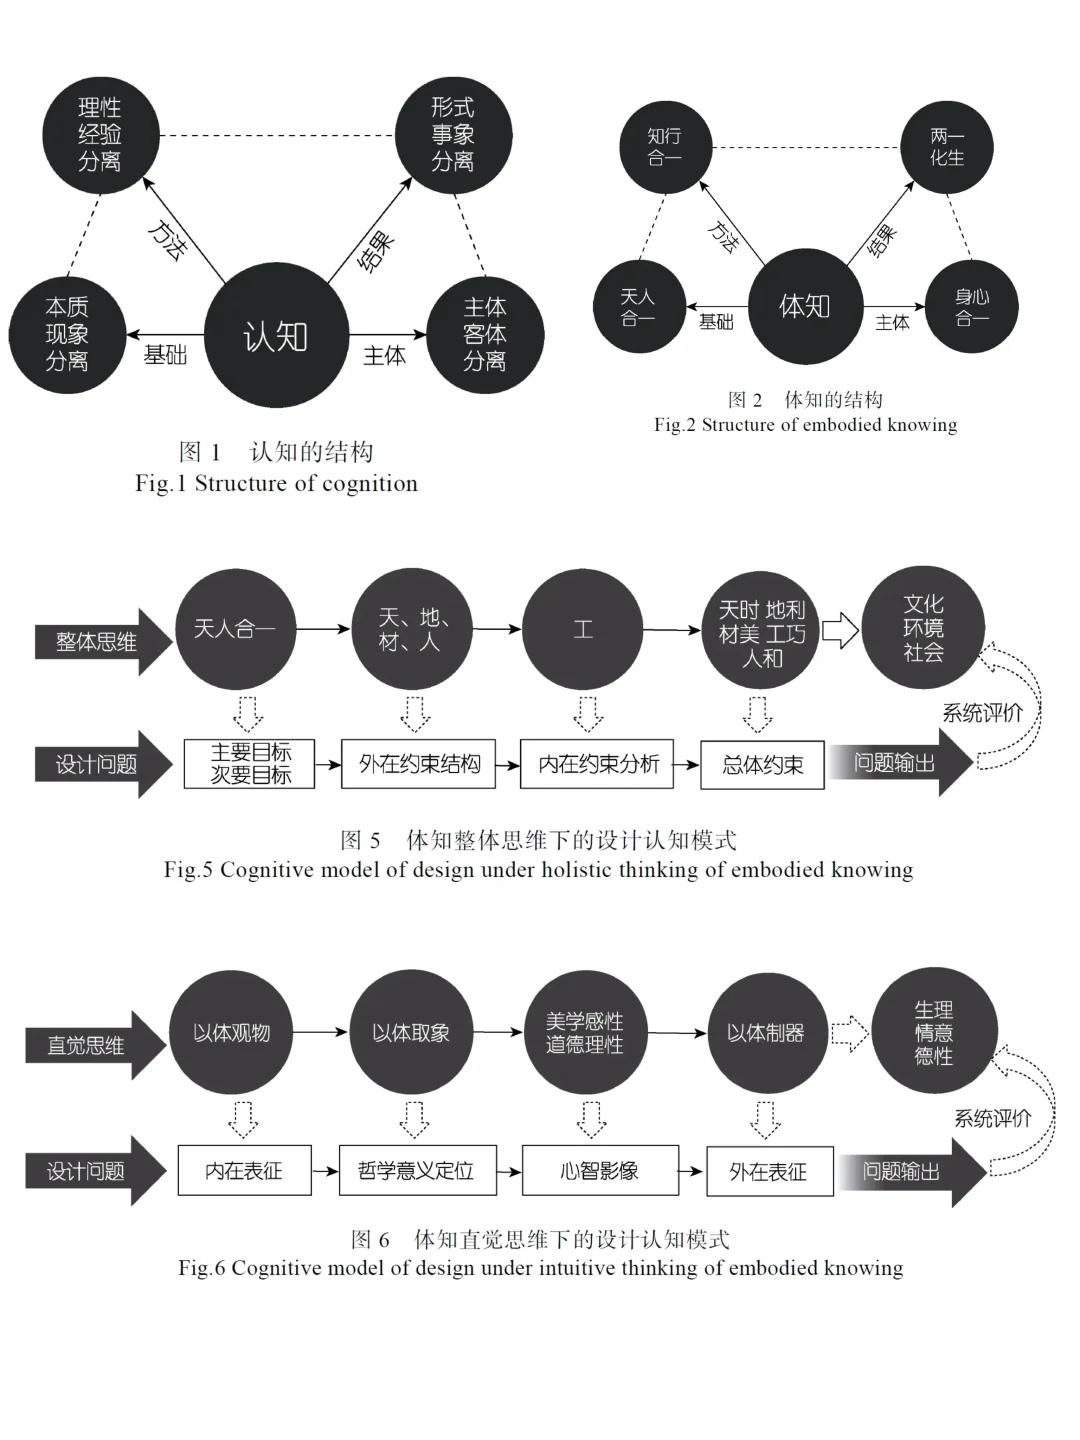 理性
经验
分离
形式
事象
分离
方法
结果
本质
现象
分离
基础
认知
主体
主体
客体
分离
图 1 认知的结构
Fig.1 Structure of cognition
知行
合一
两一
化生
方法
结果
天人
合一
基础
体知
主体
身心
合一
图 2 体知的结构
Fig.2 Structure of embodied knowing
整体思维
天人合一
天、地、
材、人
工
天时 地利
材美 工巧
人和
文化
环境
社会
系统评价
设计问题
主要目标
次要目标
外在约束结构
内在约束分析
总体约束
问题输出
图 5 体知整体思维下的设计认知模式
Fig.5 Cognitive model of design under holistic thinking of embodied knowing
直觉思维
以体观物
以体取象
美学感性
道德理性
以体制器
生理
情意
德性
系统评价
设计问题
内在表征
哲学意义定位
心智影像
外在表征
问题输出
图 6 体知直觉思维下的设计认知模式
Fig.6 Cognitive model of design under intuitive thinking of embodied knowing